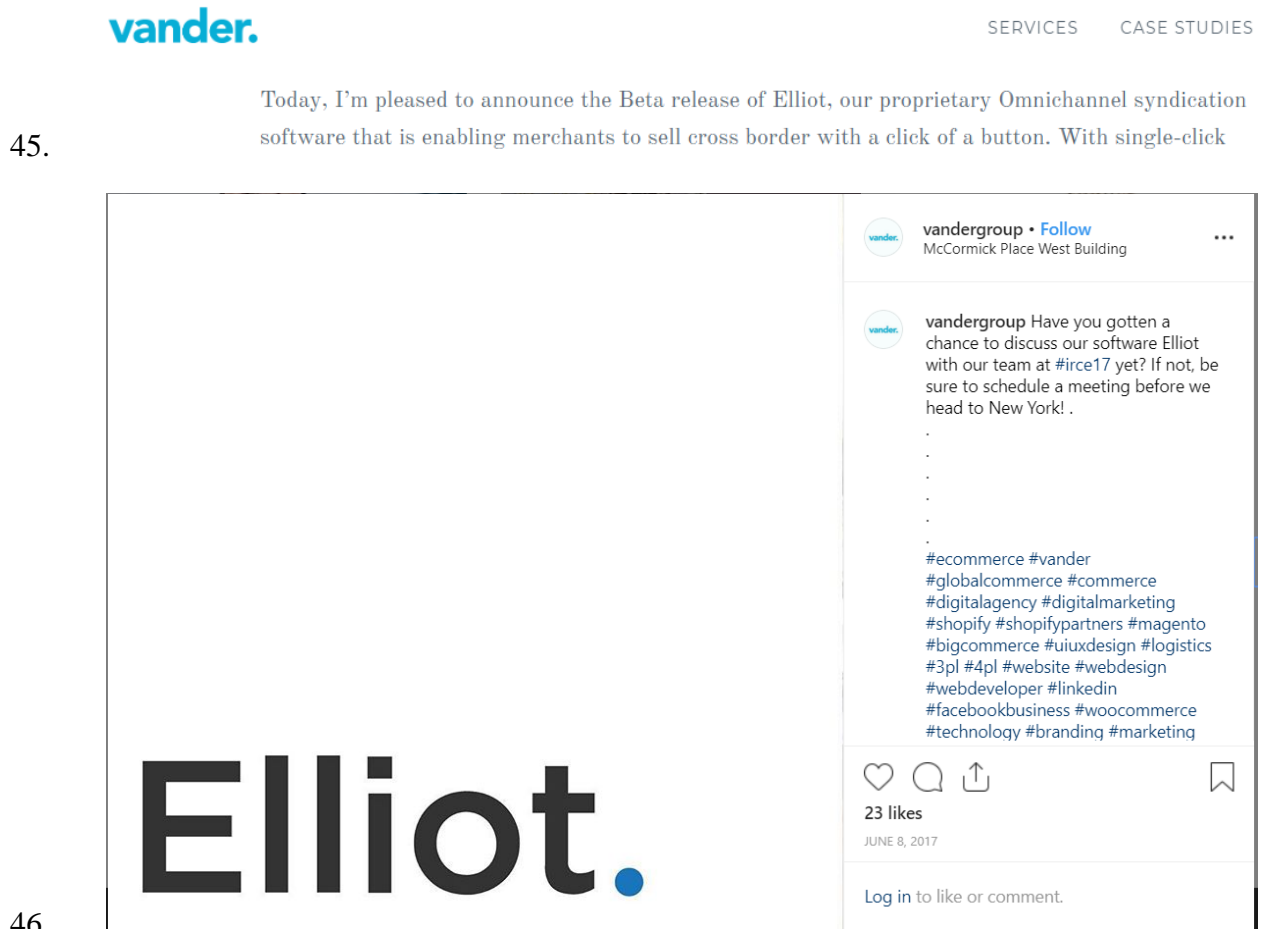 vander.
SERVICES CASE STUDIES
Today, I'm pleased to announce the Beta release of Elliot, our proprietary Omnichannel syndication
software that is enabling merchants to sell cross border with a click of a button. With single-click
45.
vander.
vandergroup • Follow
McCormick Place West Building
...
vander.
vandergroup Have you gotten a
chance to discuss our software Elliot
with our team at #irce17 yet? If not, be
sure to schedule a meeting before we
head to New York! .
.
.
.
.
.
.
#ecommerce #vander
#globalcommerce #commerce
#digitalagency #digitalmarketing
#shopify #shopifypartners #magento
#bigcommerce #uiuxdesign #logistics
#3pl #4pl #website #webdesign
#webdeveloper #linkedin
#facebookbusiness #woocommerce
#technology #branding #marketing
Elliot.
23 likes
JUNE 8, 2017
Log in to like or comment.
46